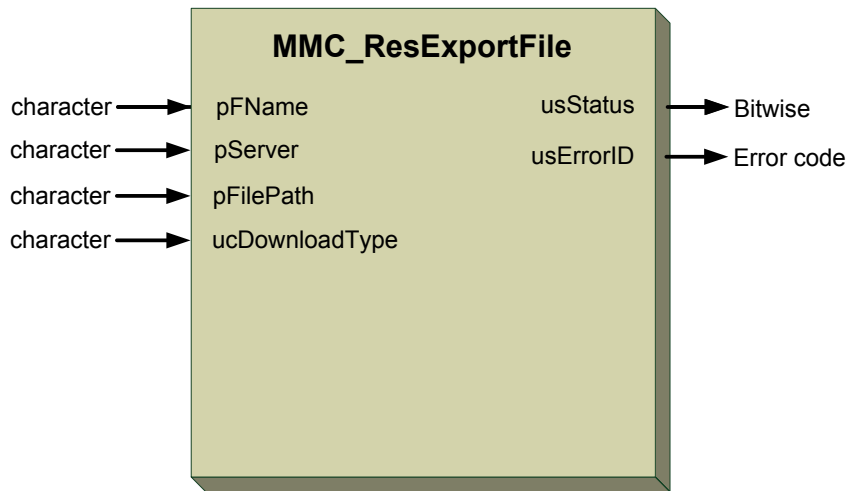 MMC_ResExportFile
character pFName usStatus Bitwise
character pServer usErrorID Error code
character pFilePath
character ucDownloadType